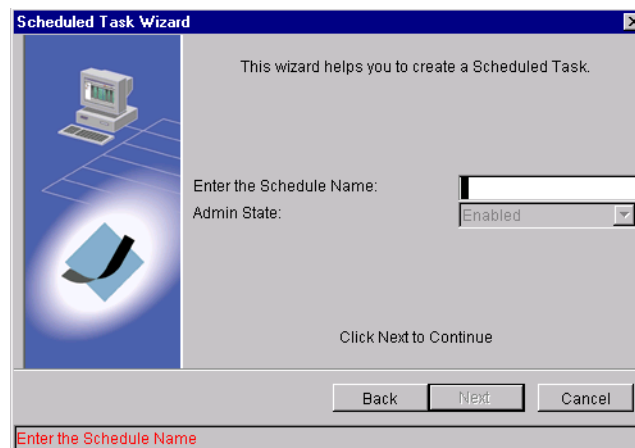 Scheduled Task Wizard
This wizard helps you to create a Scheduled Task.
Enter the Schedule Name:
Admin State:
Enabled
Click Next to Continue
Back
Next
Cancel
Enter the Schedule Name